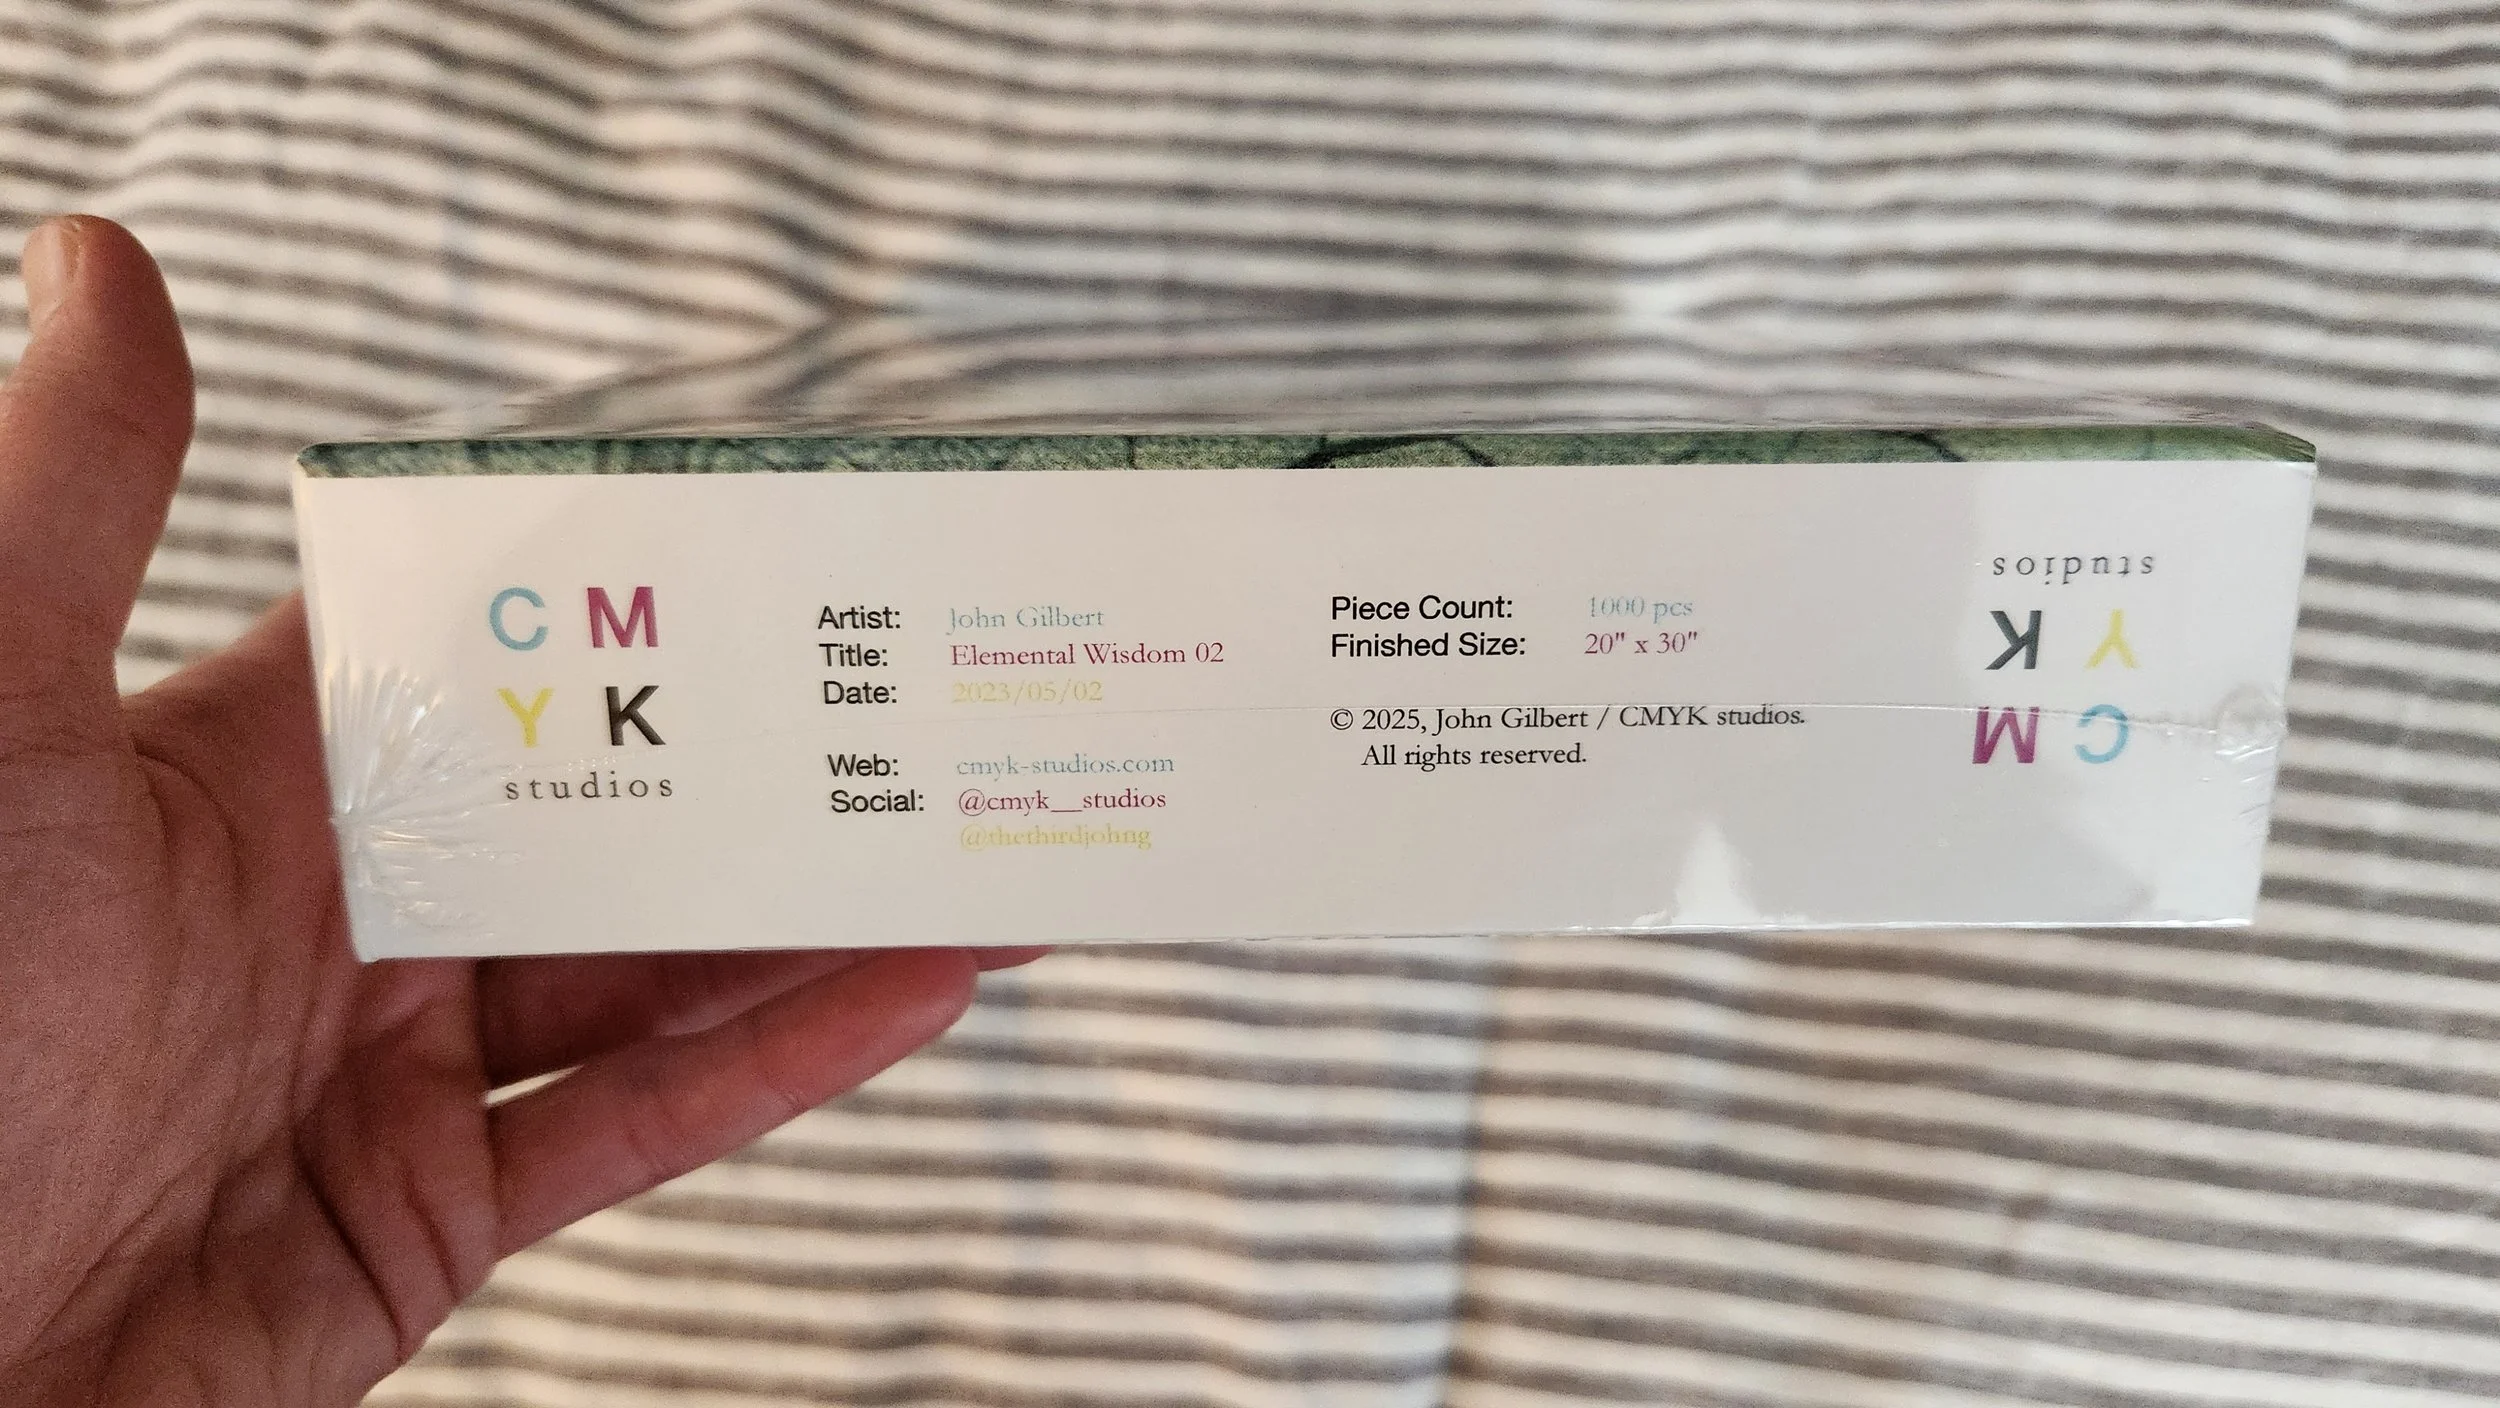 C M
Y K
studios
Artist: John Gilbert
Title: Elemental Wisdom 02
Date: 2023/05/02
Web: cmyk-studios.com
Social: @cmyk__studios
@thethirdjohng
Piece Count: 1000 pcs
Finished Size: 20" x 30"
© 2025, John Gilbert / CMYK studios.
All rights reserved.
C M
Y K
studios